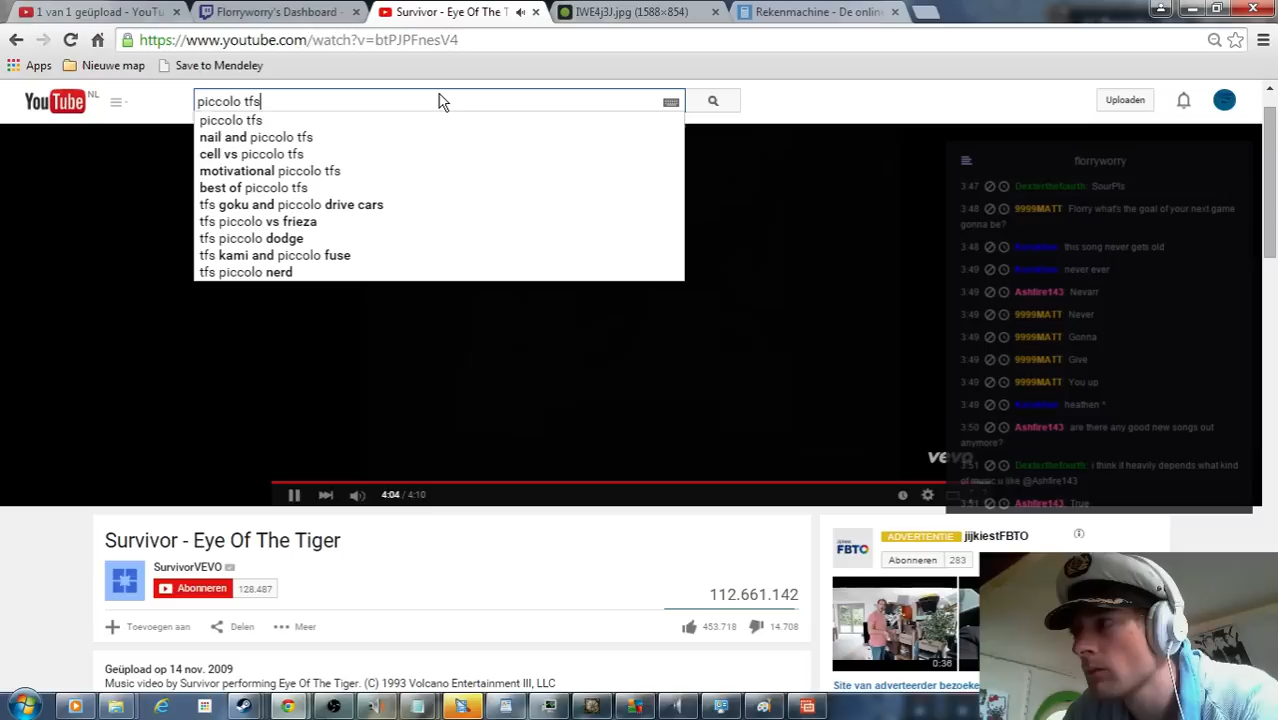 1 van 1 geüpload - YouTu
Florryworry's Dashboard -
Survivor - Eye Of The T
IWE4j3J.jpg (1588×854)
Rekenmachine - De online
https://www.youtube.com/watch?v=btPJPFnesV4
Apps
Nieuwe map
Save to Mendeley
YouTube NL
piccolo tfs
Uploaden
piccolo tfs
nail and piccolo tfs
cell vs piccolo tfs
motivational piccolo tfs
best of piccolo tfs
tfs goku and piccolo drive cars
tfs piccolo vs frieza
tfs piccolo dodge
tfs kami and piccolo fuse
tfs piccolo nerd
florryworry
3:47 Dexterthefourth: SourPls
3:48 9999MATT Florry what's the goal of your next game
gonna be?
3:48 this song never gets old
3:49 never ever
3:49 Ashfire143: Nevarr
3:49 9999MATT: Never
3:49 9999MATT: Gonna
3:49 9999MATT: Give
3:49 9999MATT: You up
3:49 heathen ^
3:50 Ashfire143: are there any good new songs out
anymore?
3:51 Dexterthefourth: i think it heavily depends what kind
of music u like @Ashfire143
3:51 Ashfire143: True
vevo
4:04 / 4:10
Survivor - Eye Of The Tiger
SurvivorVEVO
Abonneren 128.487
112.661.142
Toevoegen aan
Delen
Meer
453.718
14.708
Geüpload op 14 nov. 2009
Music video by Survivor performing Eye Of The Tiger. (C) 1993 Volcano Entertainment III, LLC
jijkiest
FBTO
ADVERTENTIE jijkiestFBTO
Abonneren 283
0:36
Site van adverteerder bezoeke